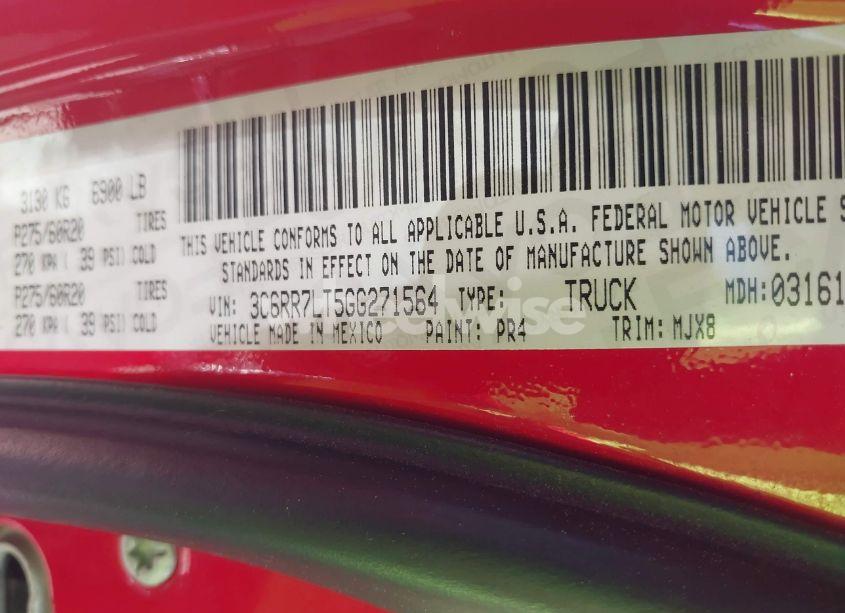 3130 KG 6900 LB
P275/60R20 TIRES
270 KPA ( 39 PSI) COLD
P275/60R20 TIRES
270 KPA ( 39 PSI) COLD
THIS VEHICLE CONFORMS TO ALL APPLICABLE U.S.A. FEDERAL MOTOR VEHICLE S
STANDARDS IN EFFECT ON THE DATE OF MANUFACTURE SHOWN ABOVE.
VIN: 3C6RR7LT5GG271564 TYPE: TRUCK MDH: 03161
VEHICLE MADE IN MEXICO PAINT: PR4 TRIM: MJX8